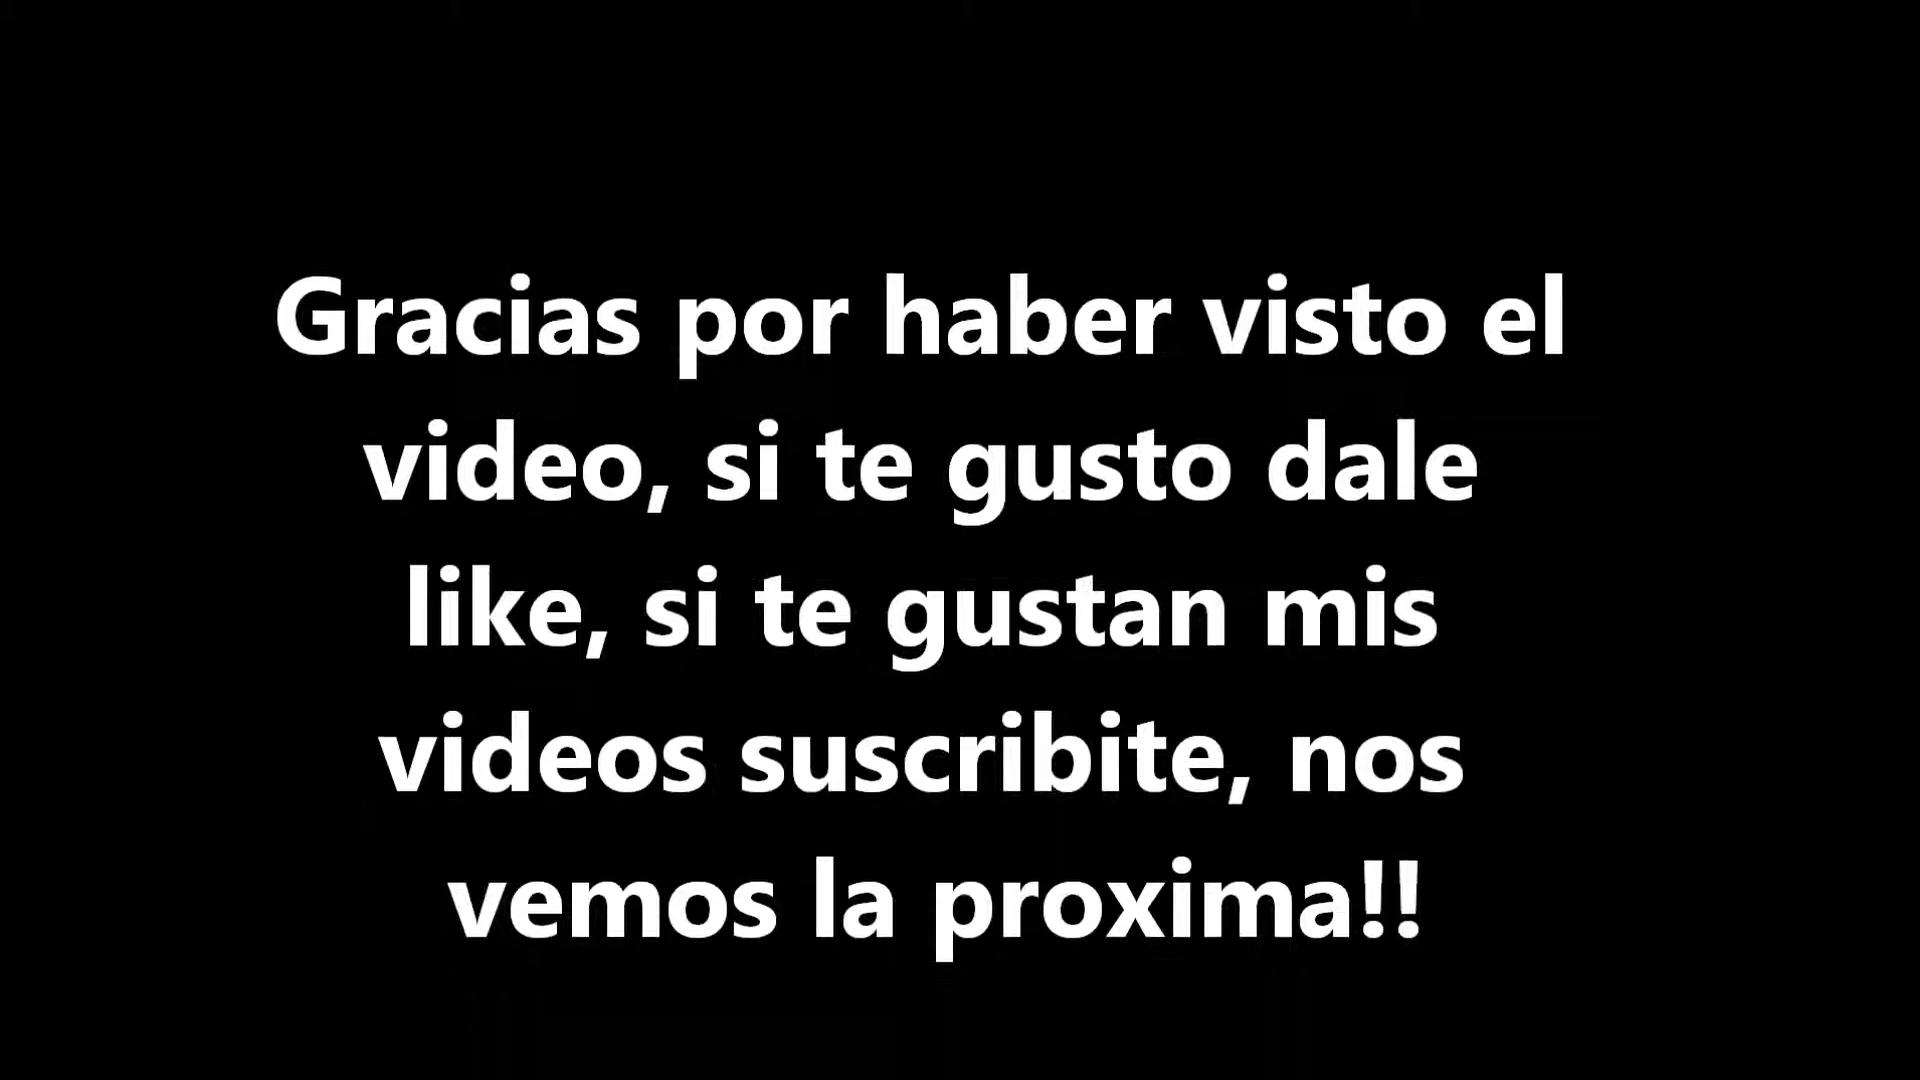 Gracias por haber visto el
video, si te gusto dale
like, si te gustan mis
videos suscribite, nos
vemos la proxima!!